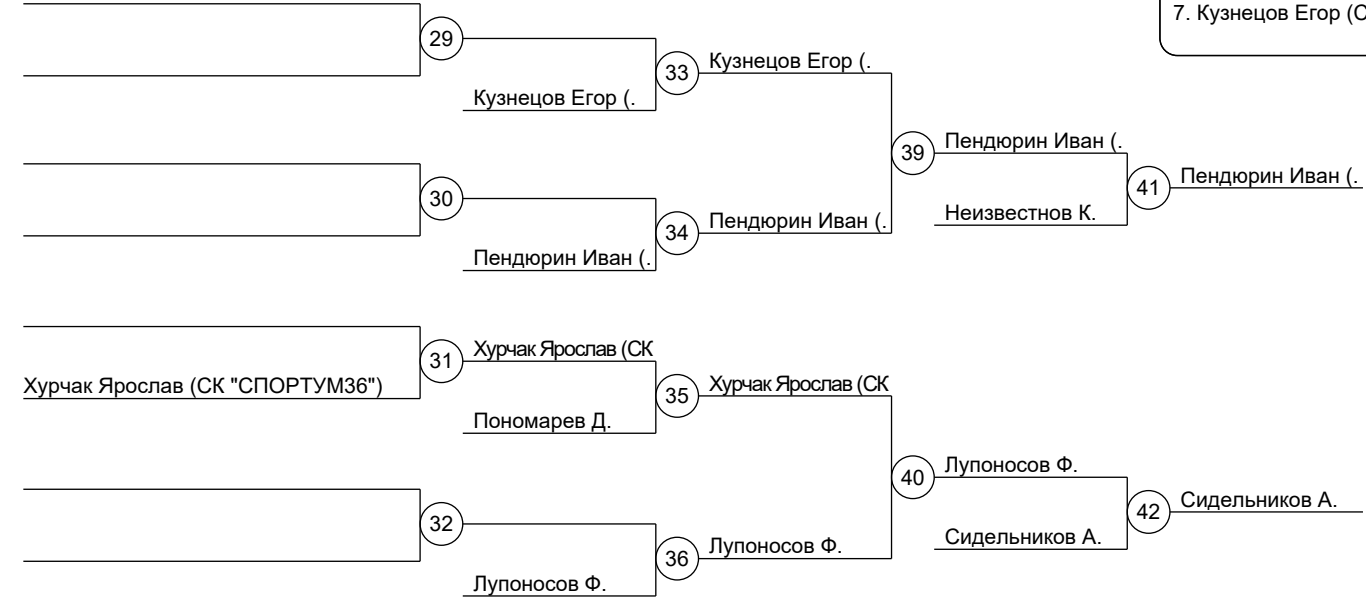 7. Кузнецов Егор (С
29
Кузнецов Егор (.
33
Кузнецов Егор (.
Пендюрин Иван (.
39
Пендюрин Иван (.
41
30
Неизвестнов К.
Пендюрин Иван (.
34
Пендюрин Иван (.
Хурчак Ярослав (СК
31
Хурчак Ярослав (СК
Хурчак Ярослав (СК "СПОРТУМ36")
35
Пономарев Д.
Лупоносов Ф.
40
Сидельников А.
42
32
Сидельников А.
Лупоносов Ф.
36
Лупоносов Ф.